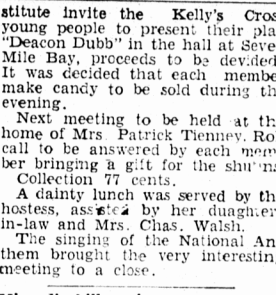 stitute invite the Kelly's Cros
young people to present their pla
"Deacon Dubb" in the hall at Seve
Mile Bay, proceeds to be devided
It was decided that each membe
make candy to be sold during th
evening.
Next meeting to be held at th
home of Mrs. Patrick Tienney. Ro
call to be answered by each mem
ber bringing a gift for the shutins
Collection 77 cents.
A dainty lunch was served by th
hostess, assisted by her duaghter
in-law and Mrs. Chas. Walsh.
The singing of the National An
them brought the very interesting
meeting to a close.